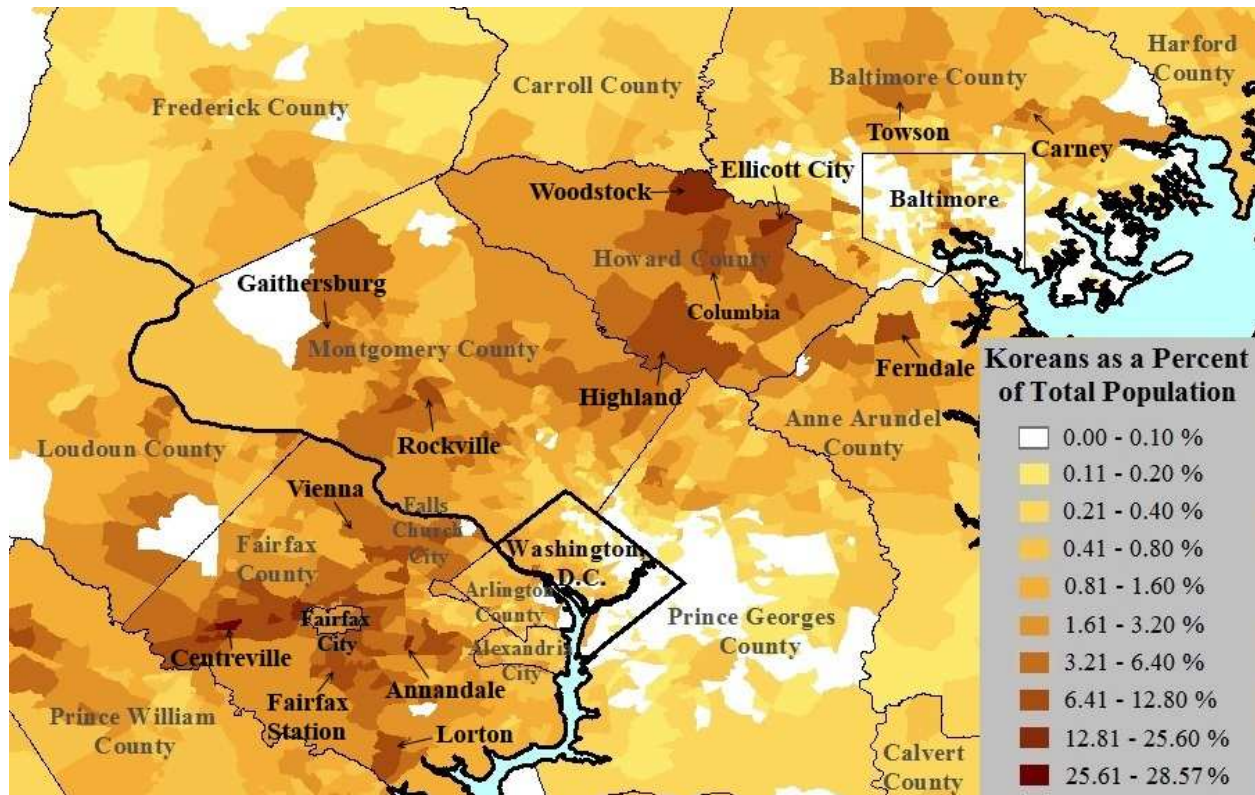 Harford
County
Baltimore County
Carroll County
Frederick County
Towson
Carney
Ellicott City
Woodstock
Baltimore
Howard County
Gaithersburg
Columbia
Montgomery County
Ferndale
Highland
Anne Arundel
County
Rockville
Loudoun County
Vienna
Falls
Church
City
Fairfax
County
Washington
D.C.
Arlington
County
Prince Georges
County
Fairfax
City
Centreville
Alexandria
City
Annandale
Fairfax
Station
Prince William
County
Lorton
Calvert
County
Koreans as a Percent
of Total Population
0.00 - 0.10 %
0.11 - 0.20 %
0.21 - 0.40 %
0.41 - 0.80 %
0.81 - 1.60 %
1.61 - 3.20 %
3.21 - 6.40 %
6.41 - 12.80 %
12.81 - 25.60 %
25.61 - 28.57 %